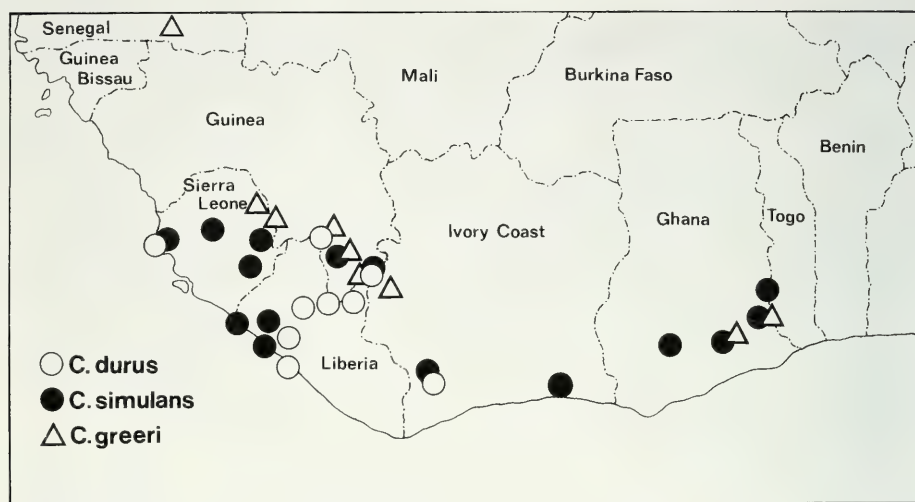 Senegal
Guinea
Bissau
Mali
Burkina Faso
Guinea
Benin
Sierra
Leone
Ivory Coast
Ghana
Togo
Liberia
C. durus
C. simulans
C. greeri